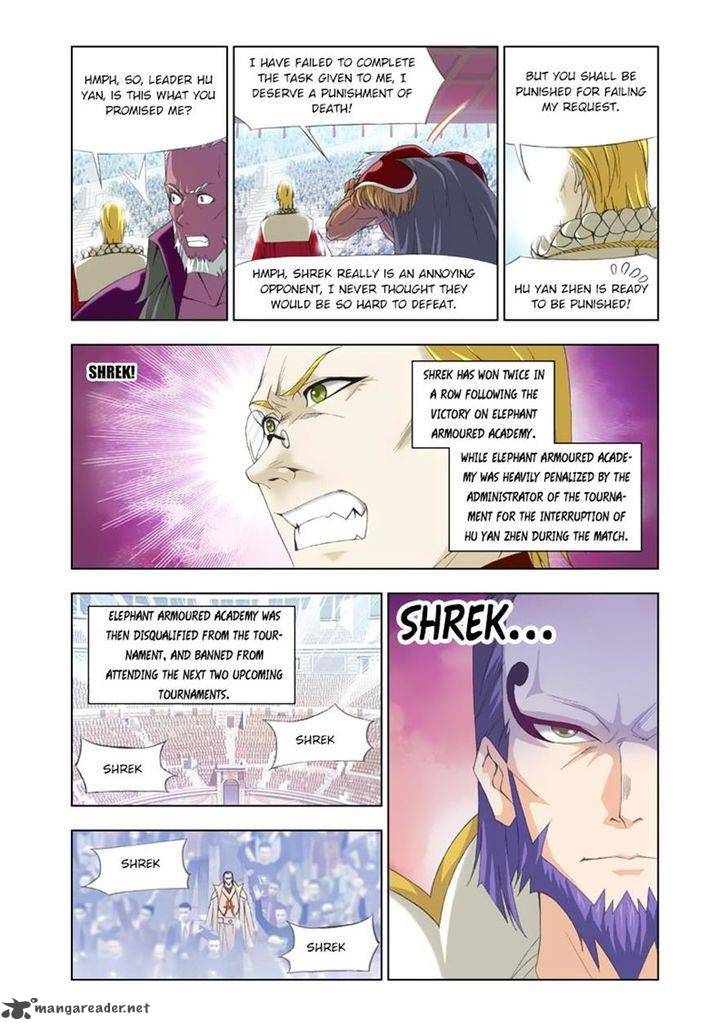 HMPH, SO, LEADER HU
YAN, IS THIS WHAT YOU
PROMISED ME?
I HAVE FAILED TO COMPLETE
THE TASK GIVEN TO ME, I
DESERVE A PUNISHMENT OF
DEATH!
HMPH, SHREK REALLY IS AN ANNOYING
OPPONENT, I NEVER THOUGHT THEY
WOULD BE SO HARD TO DEFEAT.
BUT YOU SHALL BE
PUNISHED FOR FAILING
MY REQUEST.
HU YAN ZHEN IS READY
TO BE PUNISHED!
SHREK!
SHREK HAS WON TWICE IN
A ROW FOLLOWING THE
VICTORY ON ELEPHANT
ARMOURED ACADEMY.
WHILE ELEPHANT ARMOURED ACADE-
MY WAS HEAVILY PENALIZED BY THE
ADMINISTRATOR OF THE TOURNA-
MENT FOR THE INTERRUPTION OF
HU YAN ZHEN DURING THE MATCH.
ELEPHANT ARMOURED ACADEMY WAS
THEN DISQUALIFIED FROM THE TOUR-
NAMENT, AND BANNED FROM
ATTENDING THE NEXT TWO UPCOMING
TOURNAMENTS.
SHREK
SHREK
SHREK...
SHREK
SHREK
mangareader.net